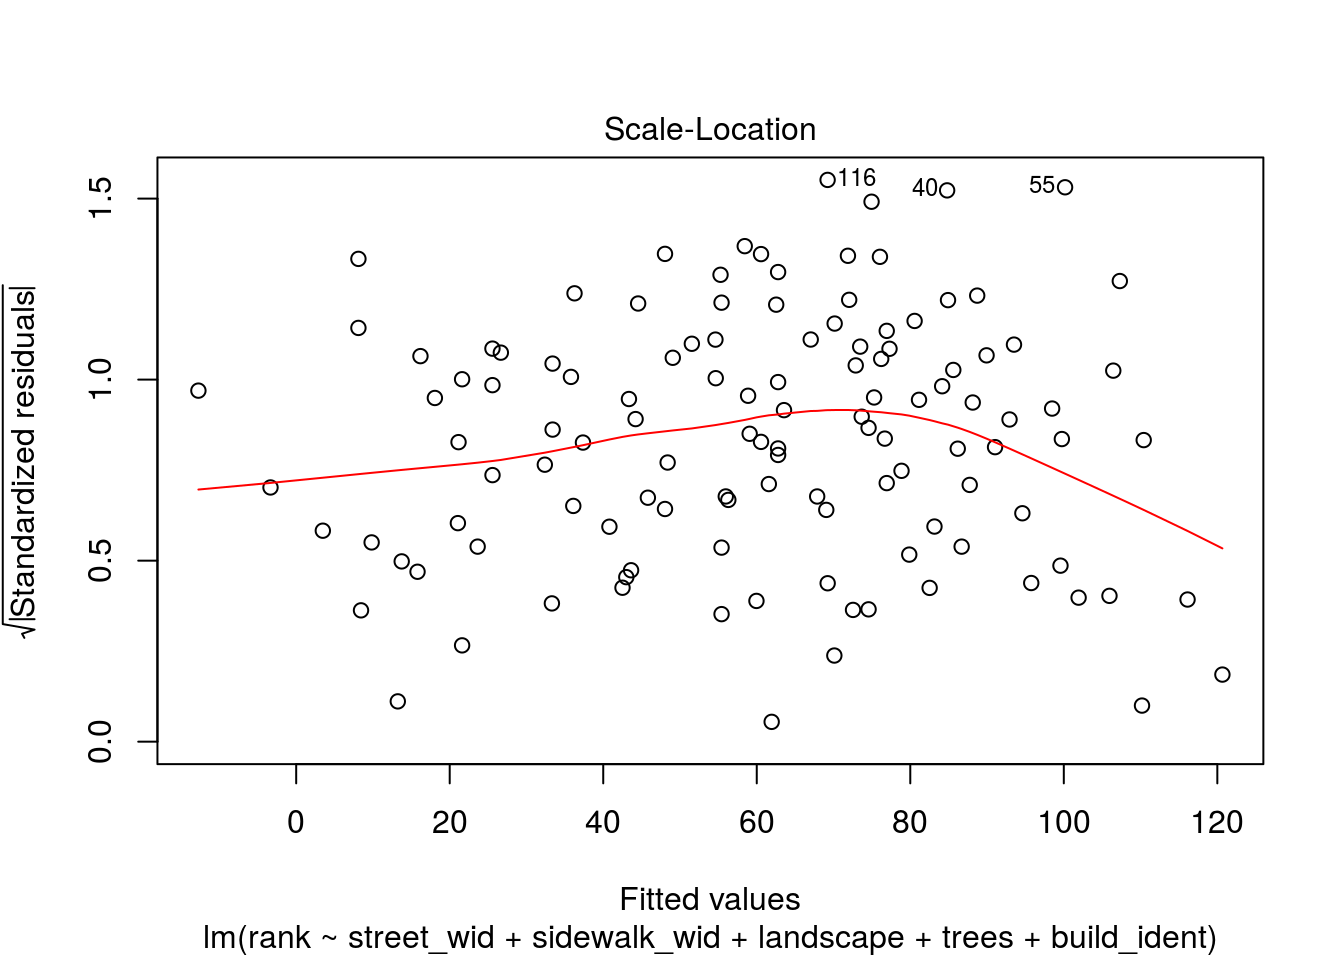 Scale-Location
116
40
55
√|Standardized residuals|
1.5
1.0
0.5
0.0
0 20 40 60 80 100 120
Fitted values
lm(rank ~ street_wid + sidewalk_wid + landscape + trees + build_ident)